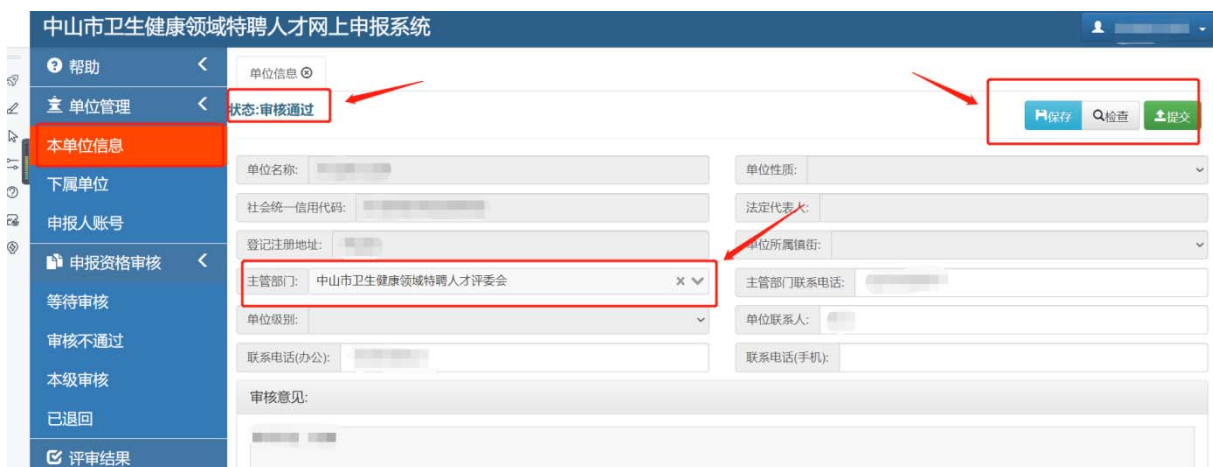 中山市卫生健康领域特聘人才网上申报系统
帮助
单位管理
本单位信息
下属单位
申报人账号
申报资格审核
等待审核
审核不通过
本级审核
已退回
评审结果
单位信息
状态:审核通过
保存 检查 提交
单位名称: 单位性质:
社会统一信用代码: 法定代表人:
登记注册地址: 单位所属镇街:
主管部门: 中山市卫生健康领域特聘人才评委会 主管部门联系电话:
单位级别: 单位联系人:
联系电话(办公): 联系电话(手机):
审核意见: